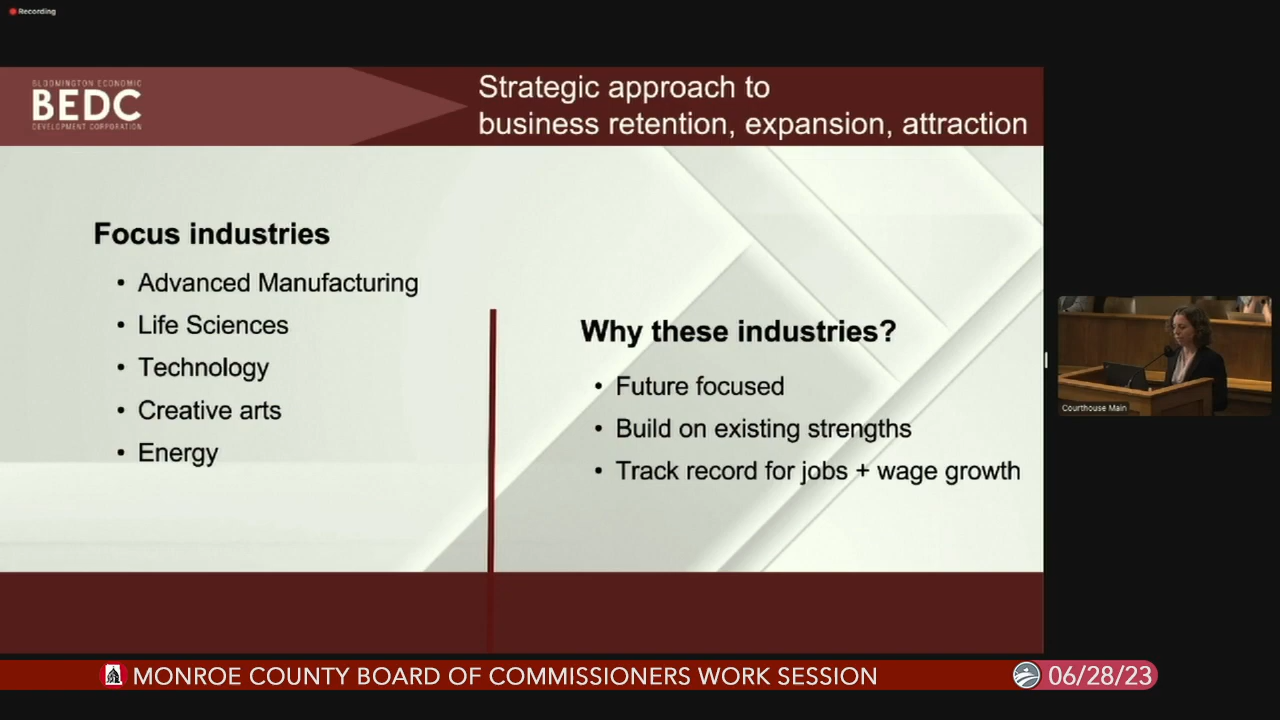 Recording
BLOOMINGTON ECONOMIC
BEDC
DEVELOPMENT CORPORATION
Strategic approach to
business retention, expansion, attraction
Focus industries
• Advanced Manufacturing
• Life Sciences
• Technology
• Creative arts
• Energy
Why these industries?
• Future focused
• Build on existing strengths
• Track record for jobs + wage growth
Courthouse Main
MONROE COUNTY BOARD OF COMMISSIONERS WORK SESSION
06/28/23